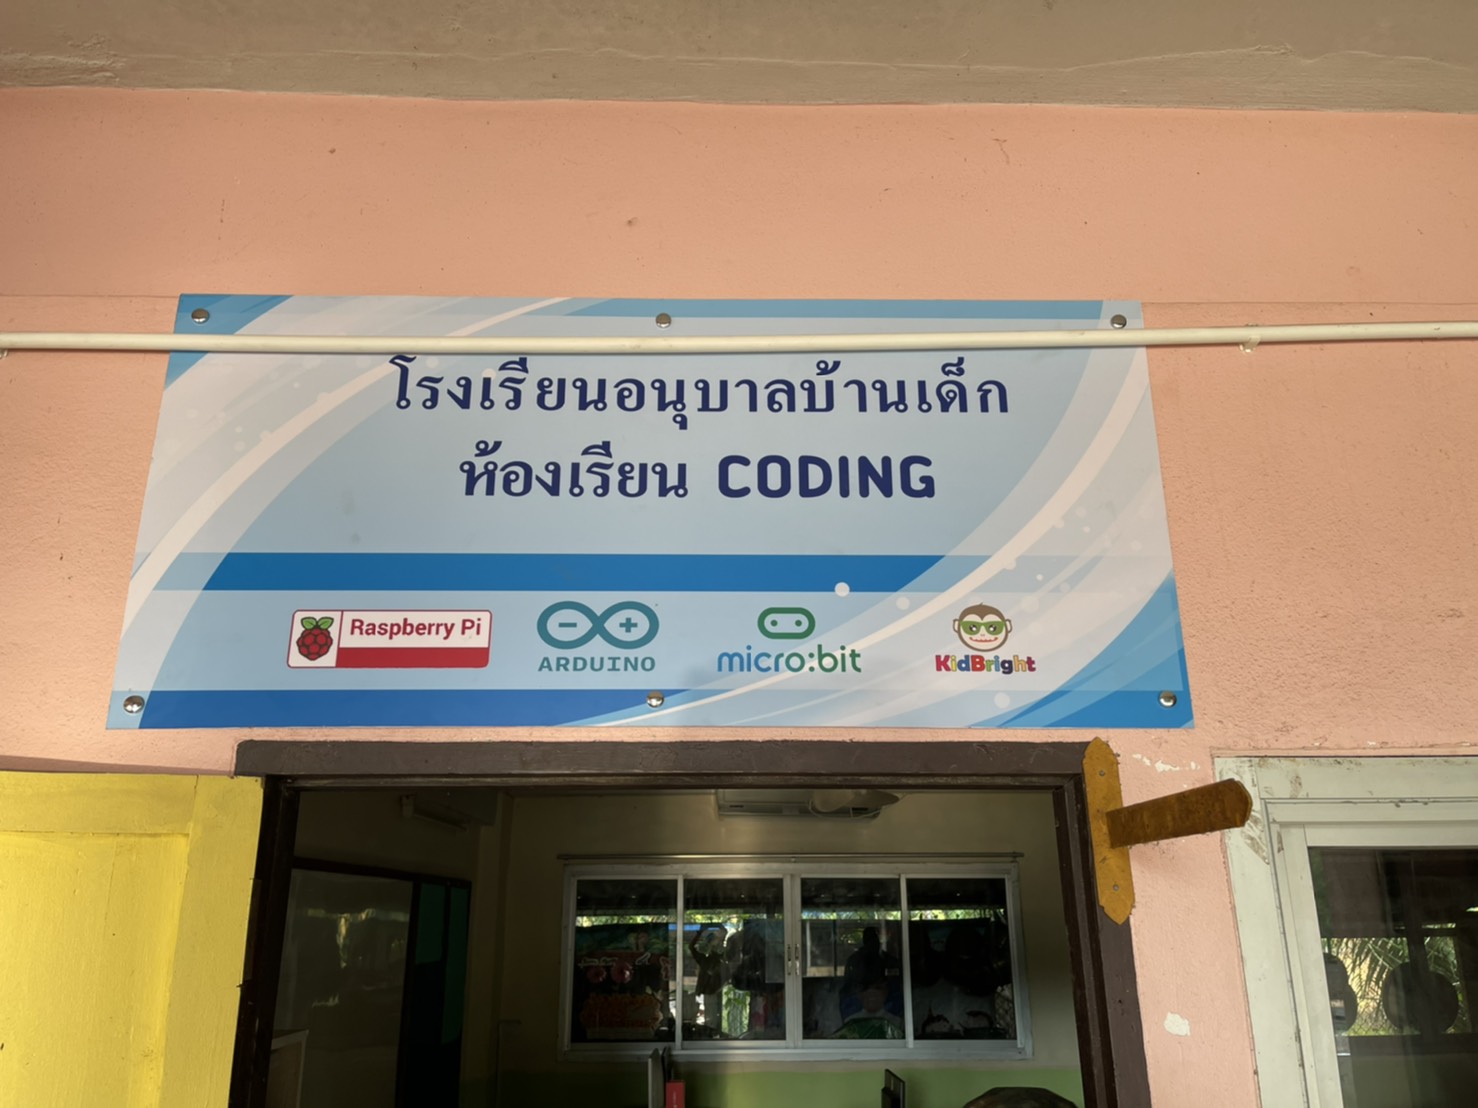 โรงเรียนอนุบาลบ้านเด็ก
ห้องเรียน CODING
Raspberry Pi
ARDUINO
micro:bit
KidBright